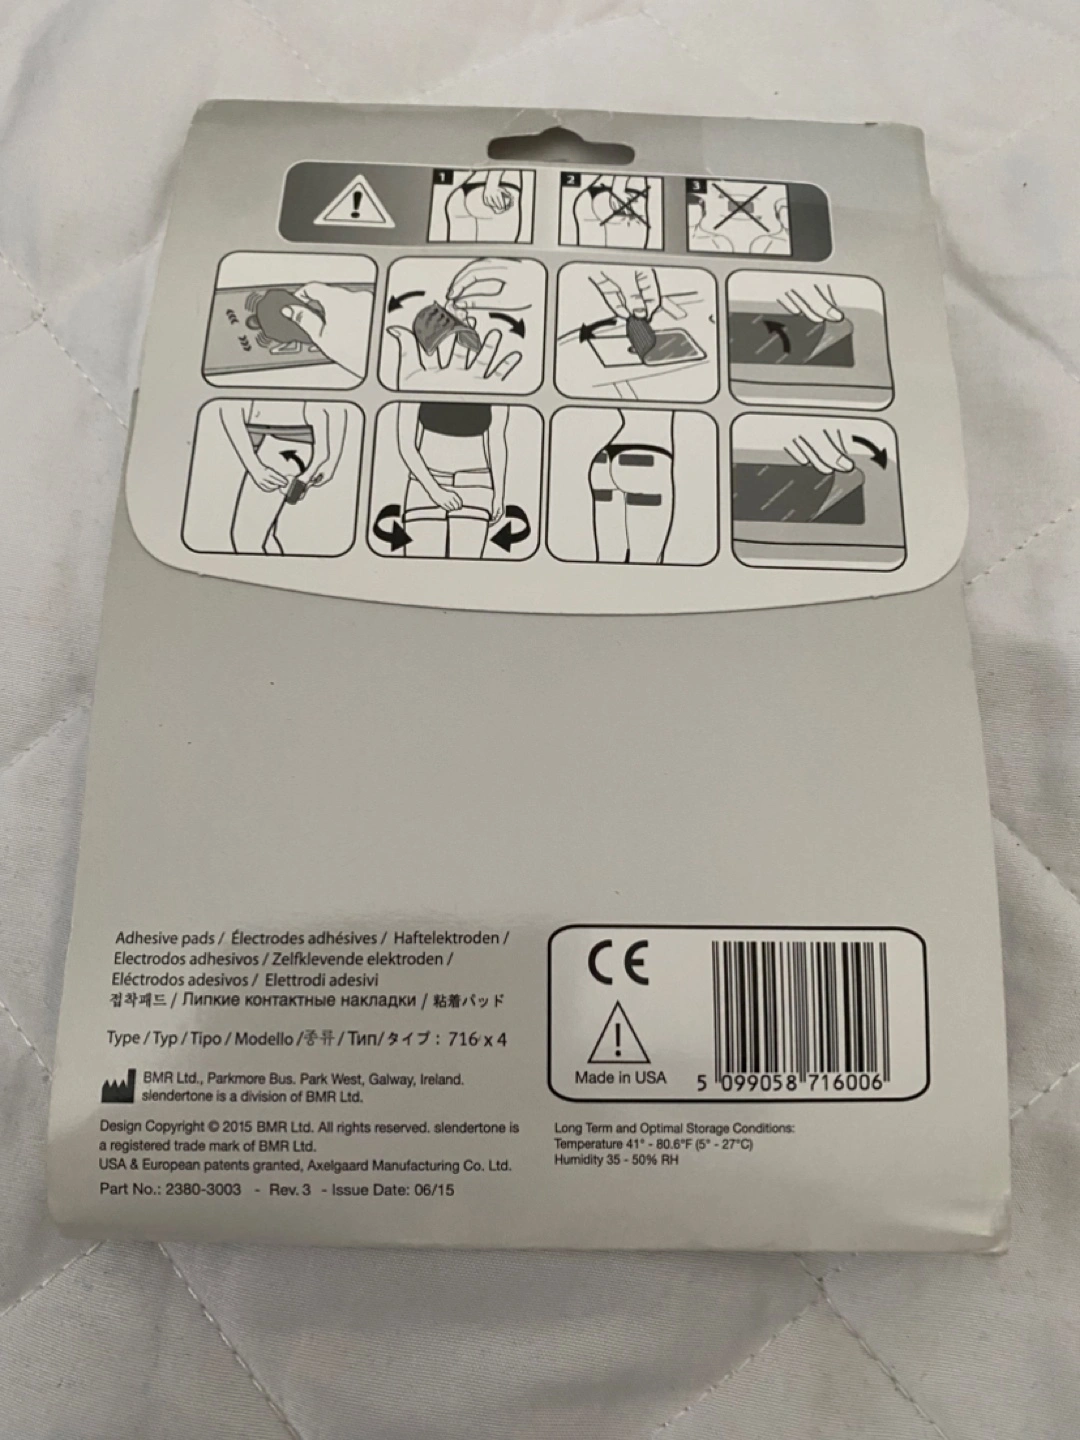 1
2
3
Adhesive pads / Électrodes adhésives / Haftelektroden /
Electrodos adhesivos / Zelfklevende elektroden /
Eléctrodos adesivos / Elettrodi adesivi
접착패드 / Липкие контактные накладки / 粘着パッド
Type / Typ / Tipo / Modello /종류/ Тип/タイプ: 716 x 4
BMR Ltd., Parkmore Bus. Park West, Galway, Ireland.
slendertone is a division of BMR Ltd.
Design Copyright © 2015 BMR Ltd. All rights reserved. slendertone is
a registered trade mark of BMR Ltd.
USA & European patents granted, Axelgaard Manufacturing Co. Ltd.
Part No.: 2380-3003 - Rev. 3 - Issue Date: 06/15
CE
Made in USA
5 099058 716006
Long Term and Optimal Storage Conditions:
Temperature 41° - 80.6°F (5° - 27°C)
Humidity 35 - 50% RH